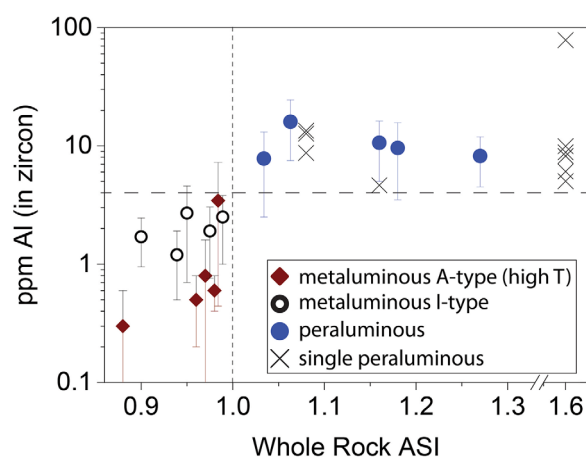 100
10
1
0.1
ppm Al (in zircon)
metaluminous A-type (high T)
metaluminous I-type
peraluminous
single peraluminous
0.9 1.0 1.1 1.2 1.3 1.6
Whole Rock ASI